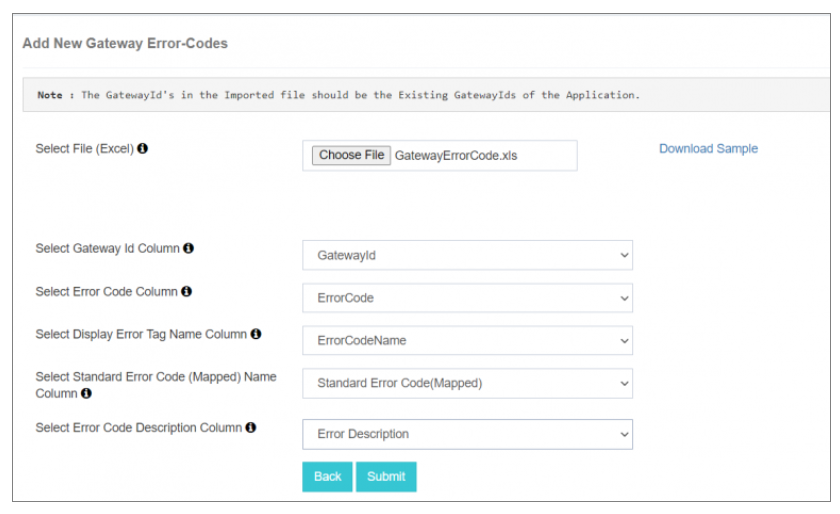 Add New Gateway Error-Codes
Note : The GatewayId's in the Imported file should be the Existing GatewayIds of the Application.
Select File (Excel)
Choose File GatewayErrorCode.xls
Download Sample
Select Gateway Id Column
GatewayId
Select Error Code Column
ErrorCode
Select Display Error Tag Name Column
ErrorCodeName
Select Standard Error Code (Mapped) Name
Column
Standard Error Code(Mapped)
Select Error Code Description Column
Error Description
Back Submit